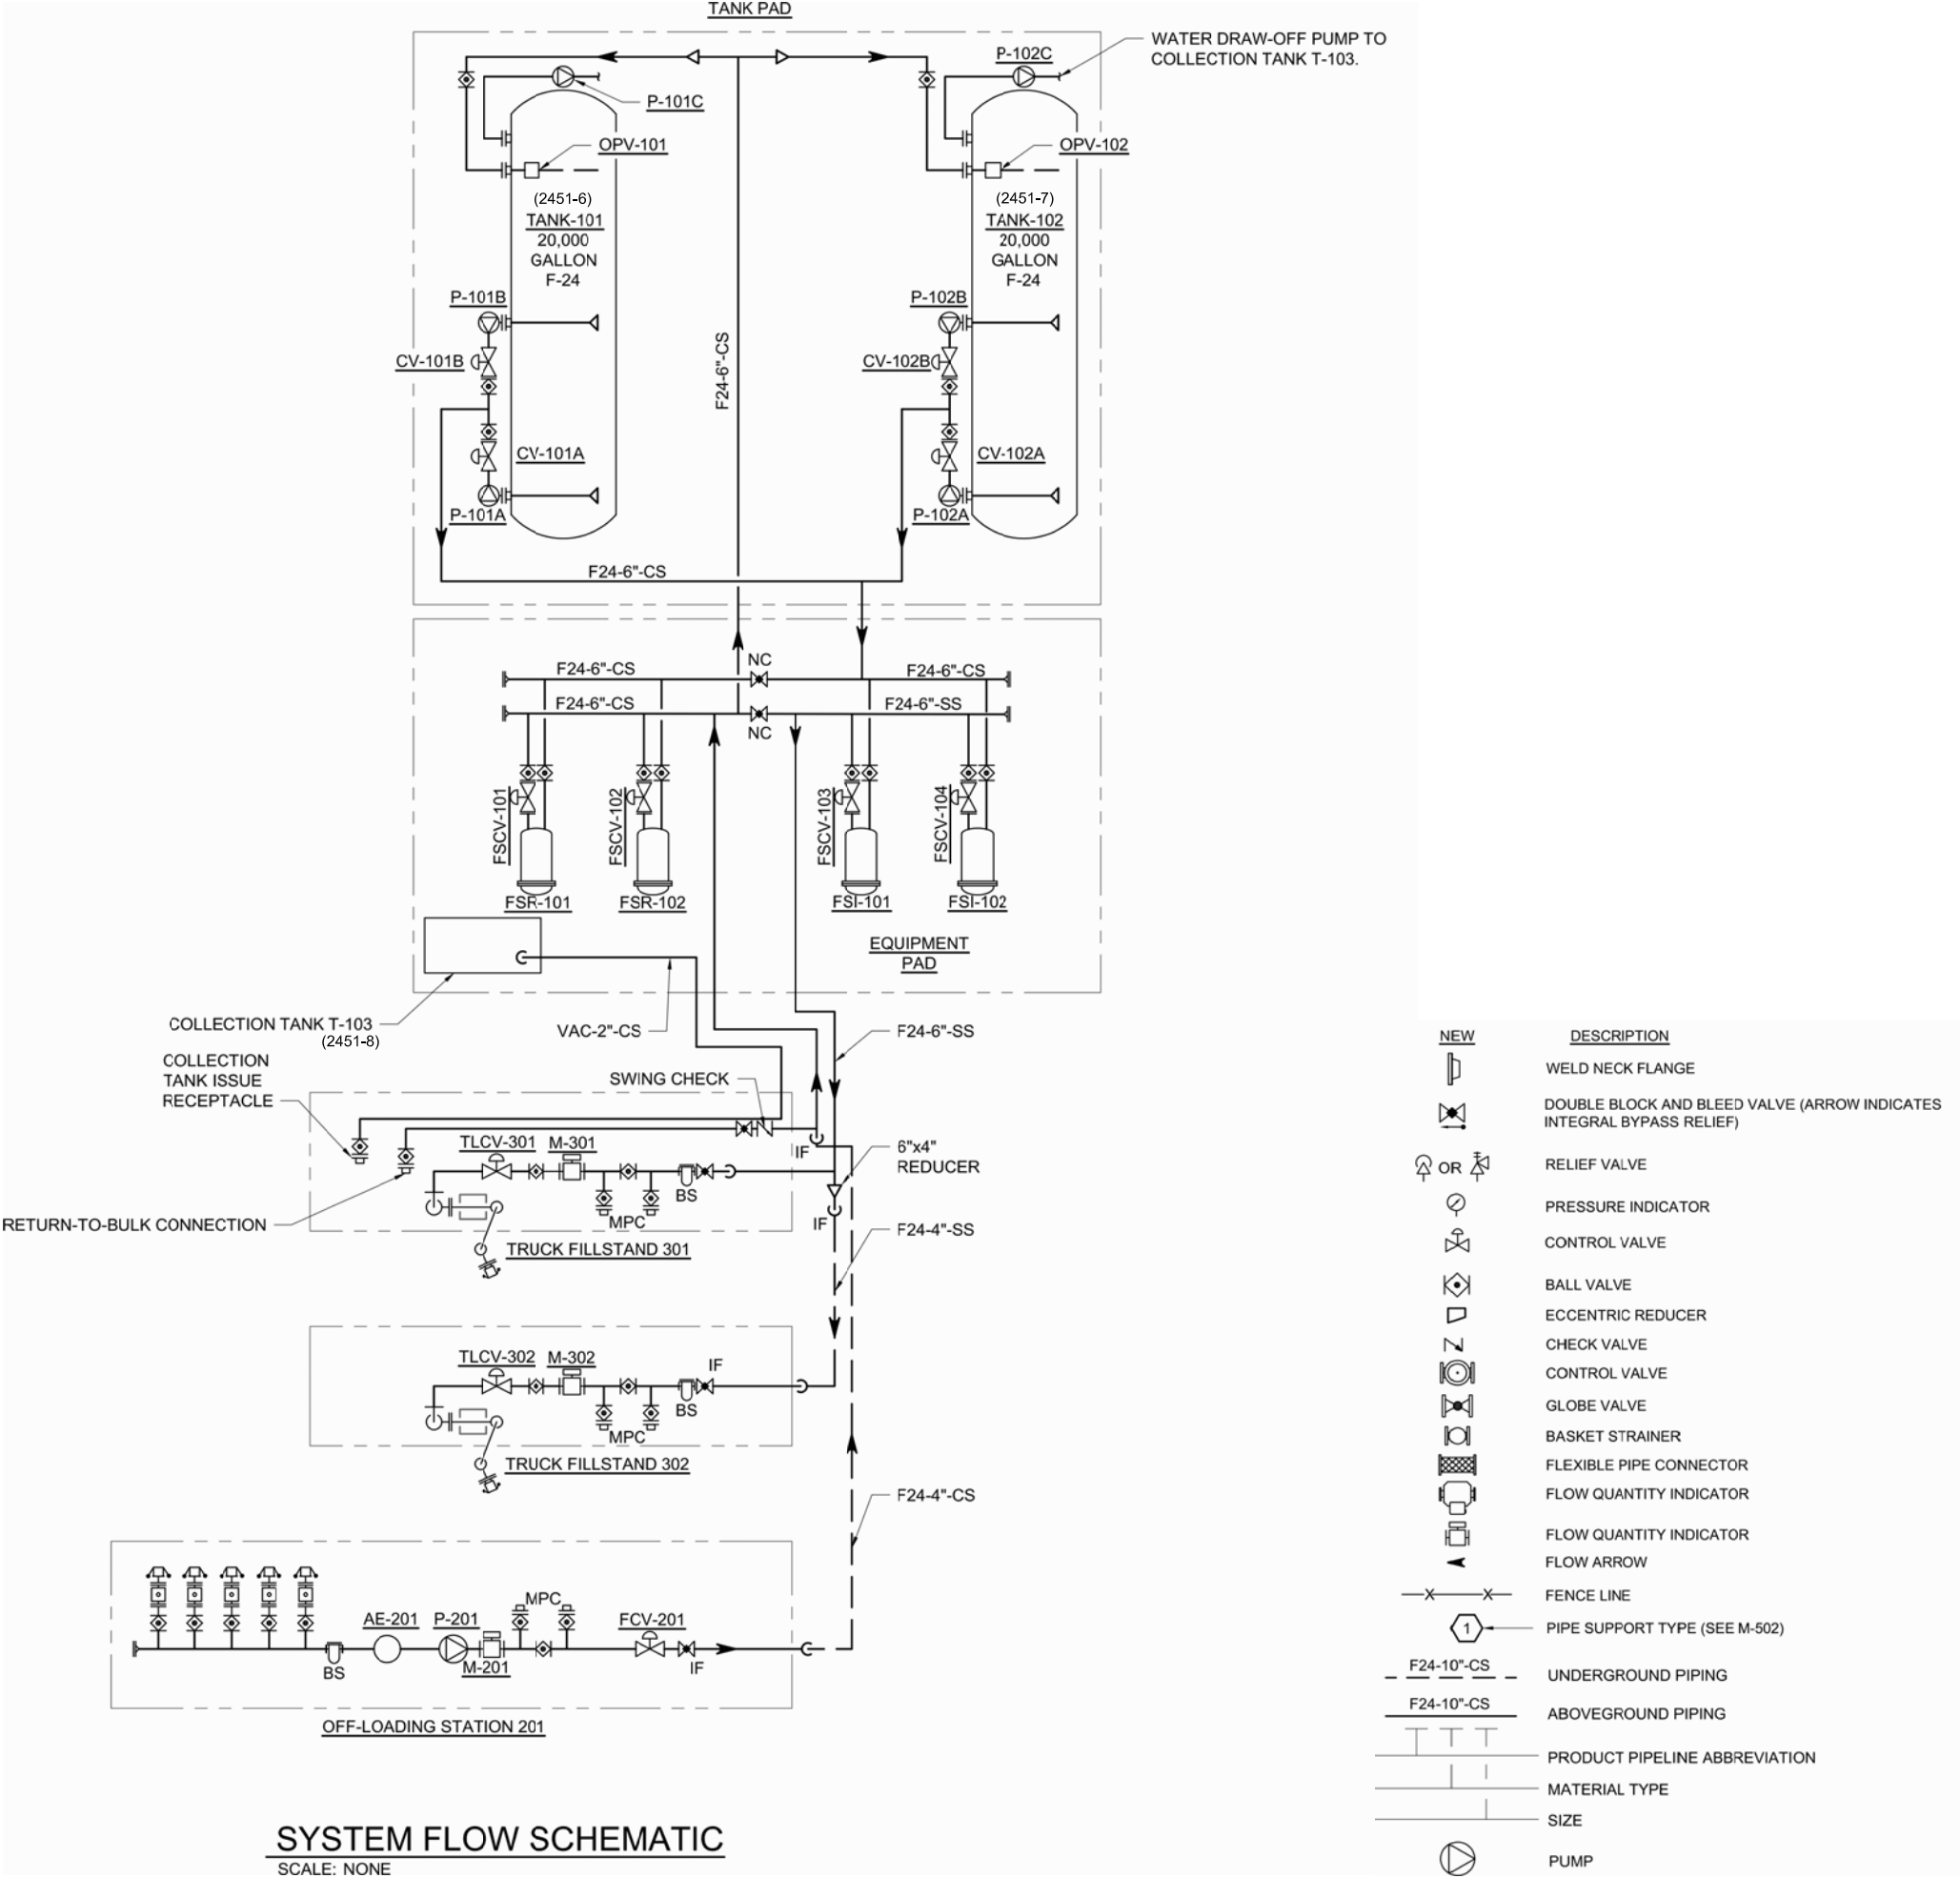 TANK PAD
WATER DRAW-OFF PUMP TO
COLLECTION TANK T-103.
P-102C
P-101C
OPV-101
OPV-102
(2451-6)
TANK-101
20,000
GALLON
F-24
(2451-7)
TANK-102
20,000
GALLON
F-24
P-101B
P-102B
CV-101B
CV-102B
F24-6"-CS
CV-101A
CV-102A
P-101A
P-102A
F24-6"-CS
NC
F24-6"-CS
F24-6"-CS
F24-6"-CS
F24-6"-SS
NC
FSCV-101
FSCV-102
FSCV-103
FSCV-104
FSR-101
FSR-102
FSI-101
FSI-102
EQUIPMENT
PAD
COLLECTION TANK T-103
(2451-8)
VAC-2"-CS
F24-6"-SS
COLLECTION
TANK ISSUE
RECEPTACLE
SWING CHECK
TLCV-301
M-301
IF
6"x4"
REDUCER
BS
RETURN-TO-BULK CONNECTION
MPC
IF
F24-4"-SS
TRUCK FILLSTAND 301
TLCV-302
M-302
IF
BS
MPC
TRUCK FILLSTAND 302
F24-4"-CS
MPC
AE-201
P-201
FCV-201
BS
M-201
IF
OFF-LOADING STATION 201
SYSTEM FLOW SCHEMATIC
SCALE: NONE
NEW
DESCRIPTION
WELD NECK FLANGE
DOUBLE BLOCK AND BLEED VALVE (ARROW INDICATES
INTEGRAL BYPASS RELIEF)
OR
RELIEF VALVE
PRESSURE INDICATOR
CONTROL VALVE
BALL VALVE
ECCENTRIC REDUCER
CHECK VALVE
CONTROL VALVE
GLOBE VALVE
BASKET STRAINER
FLEXIBLE PIPE CONNECTOR
FLOW QUANTITY INDICATOR
FLOW QUANTITY INDICATOR
FLOW ARROW
X X
FENCE LINE
1
PIPE SUPPORT TYPE (SEE M-502)
F24-10"-CS
UNDERGROUND PIPING
F24-10"-CS
ABOVEGROUND PIPING
PRODUCT PIPELINE ABBREVIATION
MATERIAL TYPE
SIZE
PUMP